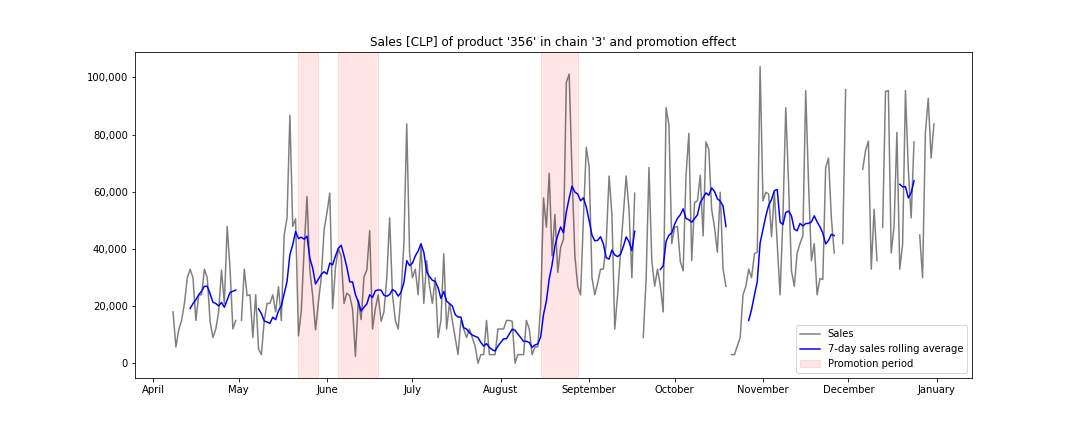 Sales [CLP] of product '356' in chain '3' and promotion effect
100,000
80,000
60,000
40,000
20,000
0
April May June July August September October November December January
Sales
7-day sales rolling average
Promotion period